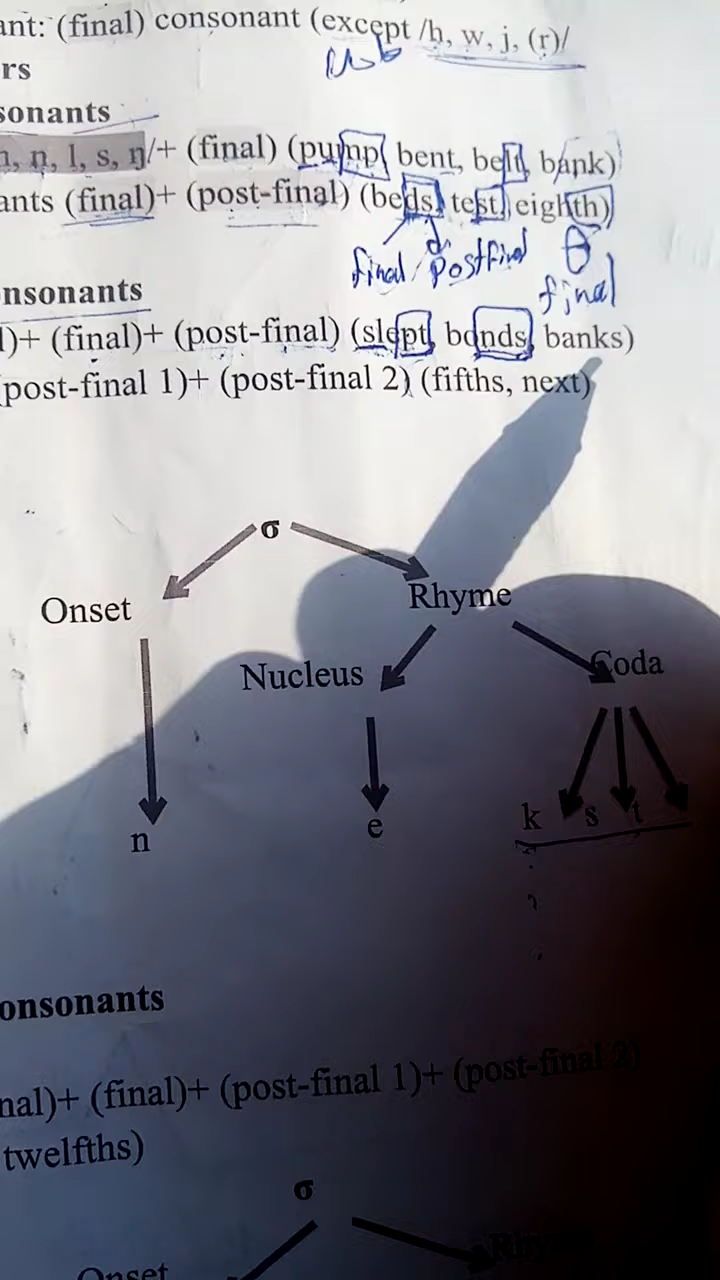 ant: (final) consonant (except /h, w, j, (r)/
rs
sonants
n, n, l, s, ŋ/+ (final) (pump, bent, belt, bank)
ants (final)+ (post-final) (beds, test, eighth)
final / postfinal θ
final
nsonants
l)+ (final)+ (post-final) (slept, bonds, banks)
(post-final 1)+ (post-final 2) (fifths, next)
σ
Onset Rhyme
Nucleus Coda
n e k s t
onsonants
nal)+ (final)+ (post-final 1)+ (post-final 2)
twelfths)
σ
Onset Rhyme